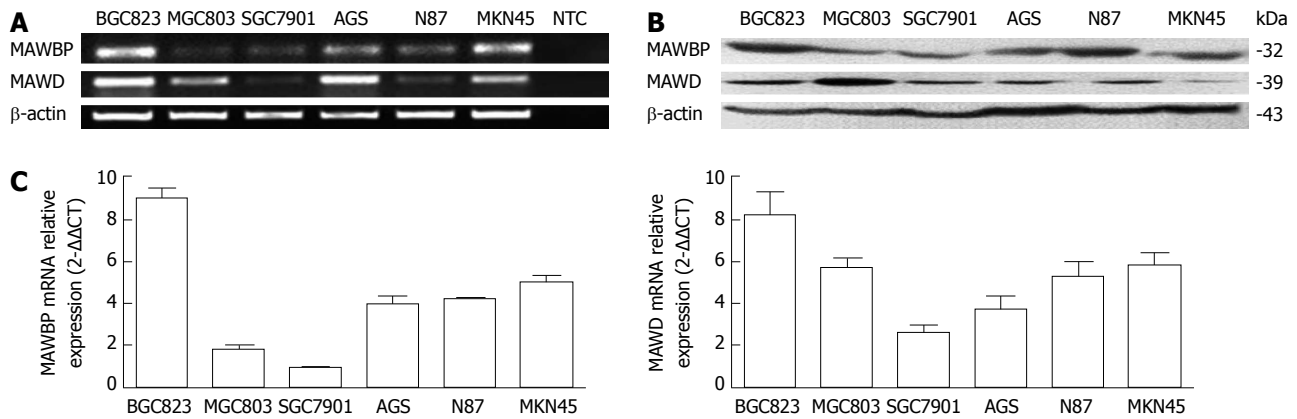 A
BGC823 MGC803 SGC7901 AGS N87 MKN45 NTC
MAWBP
MAWD
β-actin
B
BGC823 MGC803 SGC7901 AGS N87 MKN45 kDa
MAWBP -32
MAWD -39
β-actin -43
C
MAWBP mRNA relative
expression (2-ΔΔCT)
10
8
6
4
2
0
BGC823 MGC803 SGC7901 AGS N87 MKN45
MAWD mRNA relative
expression (2-ΔΔCT)
10
8
6
4
2
0
BGC823 MGC803 SGC7901 AGS N87 MKN45